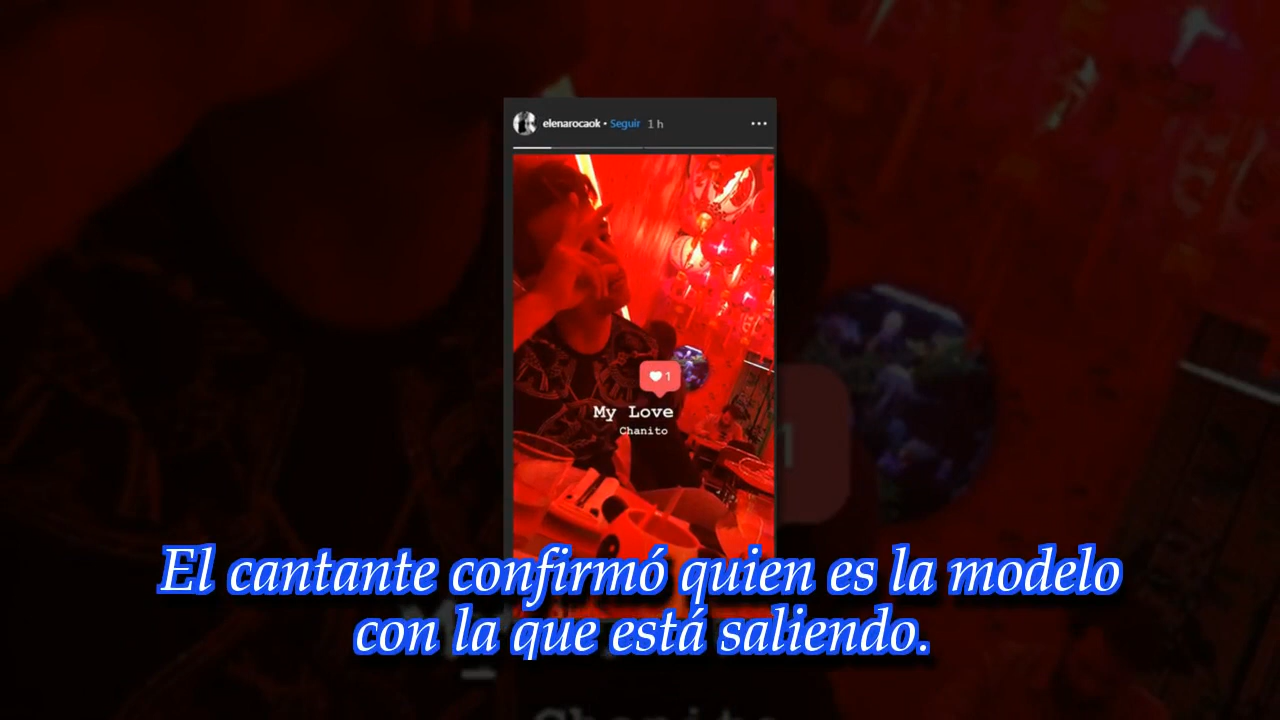 elenarocaok • Seguir 1 h
1
My Love
Chanito
El cantante confirmó quien es la modelo
con la que está saliendo.